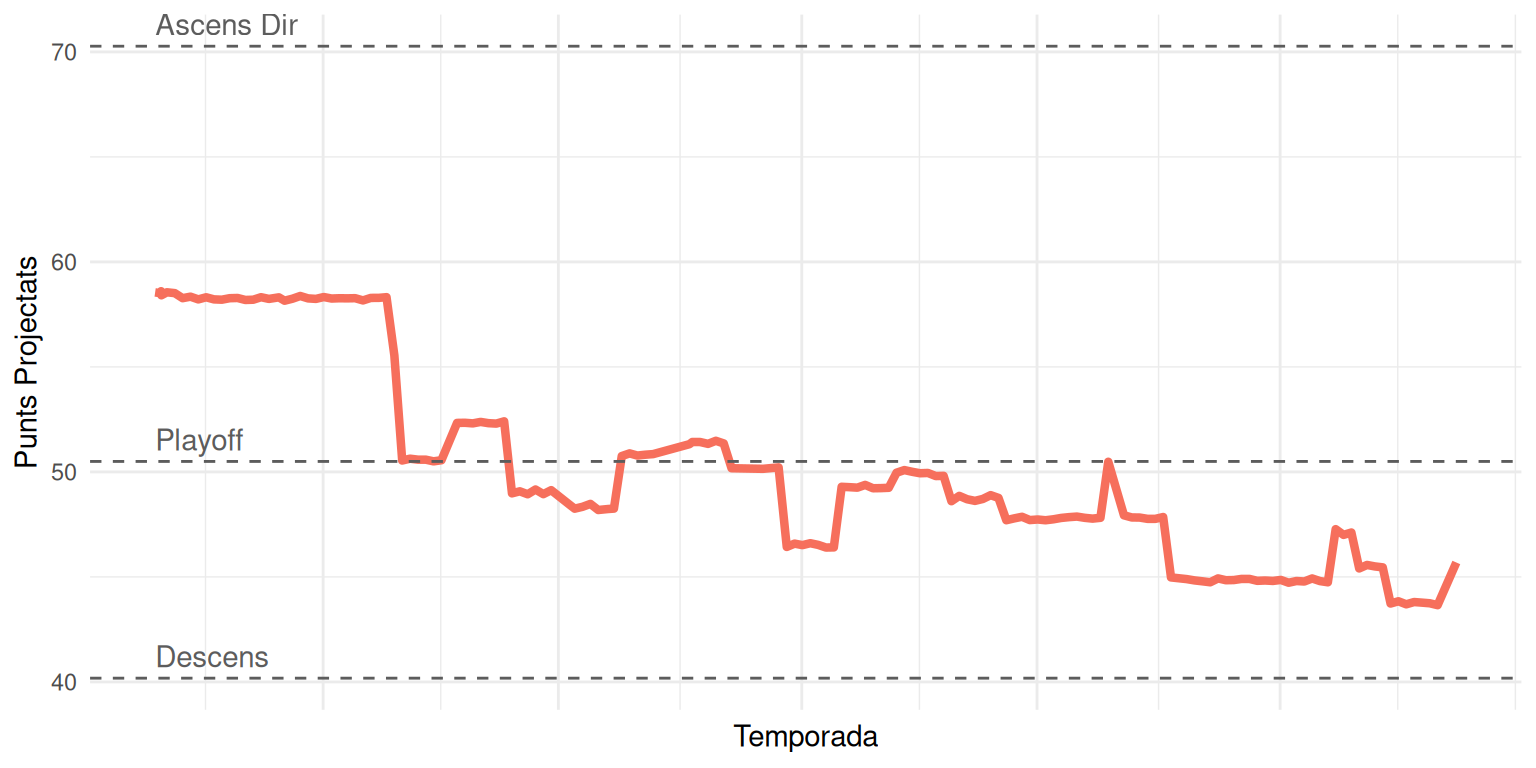 Ascens Dir
70
60
Punts Projectats
Playoff
50
Descens
40
Temporada